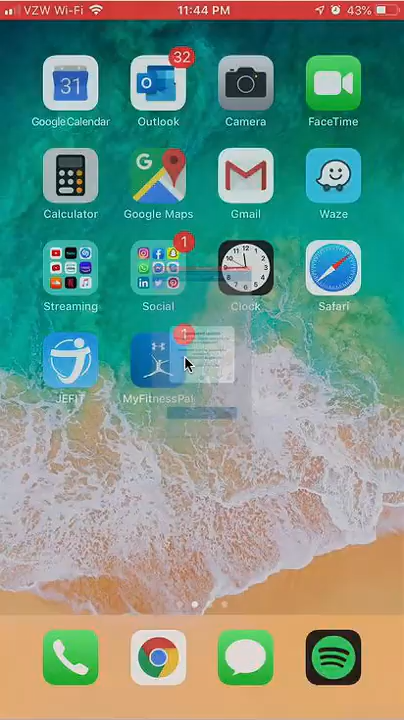 VZW Wi-Fi 11:44 PM 43%
32
31
Google Calendar Outlook Camera FaceTime
G
Calculator Google Maps Gmail Waze
1
Streaming Social Clock Safari
1
JEFIT MyFitnessPal